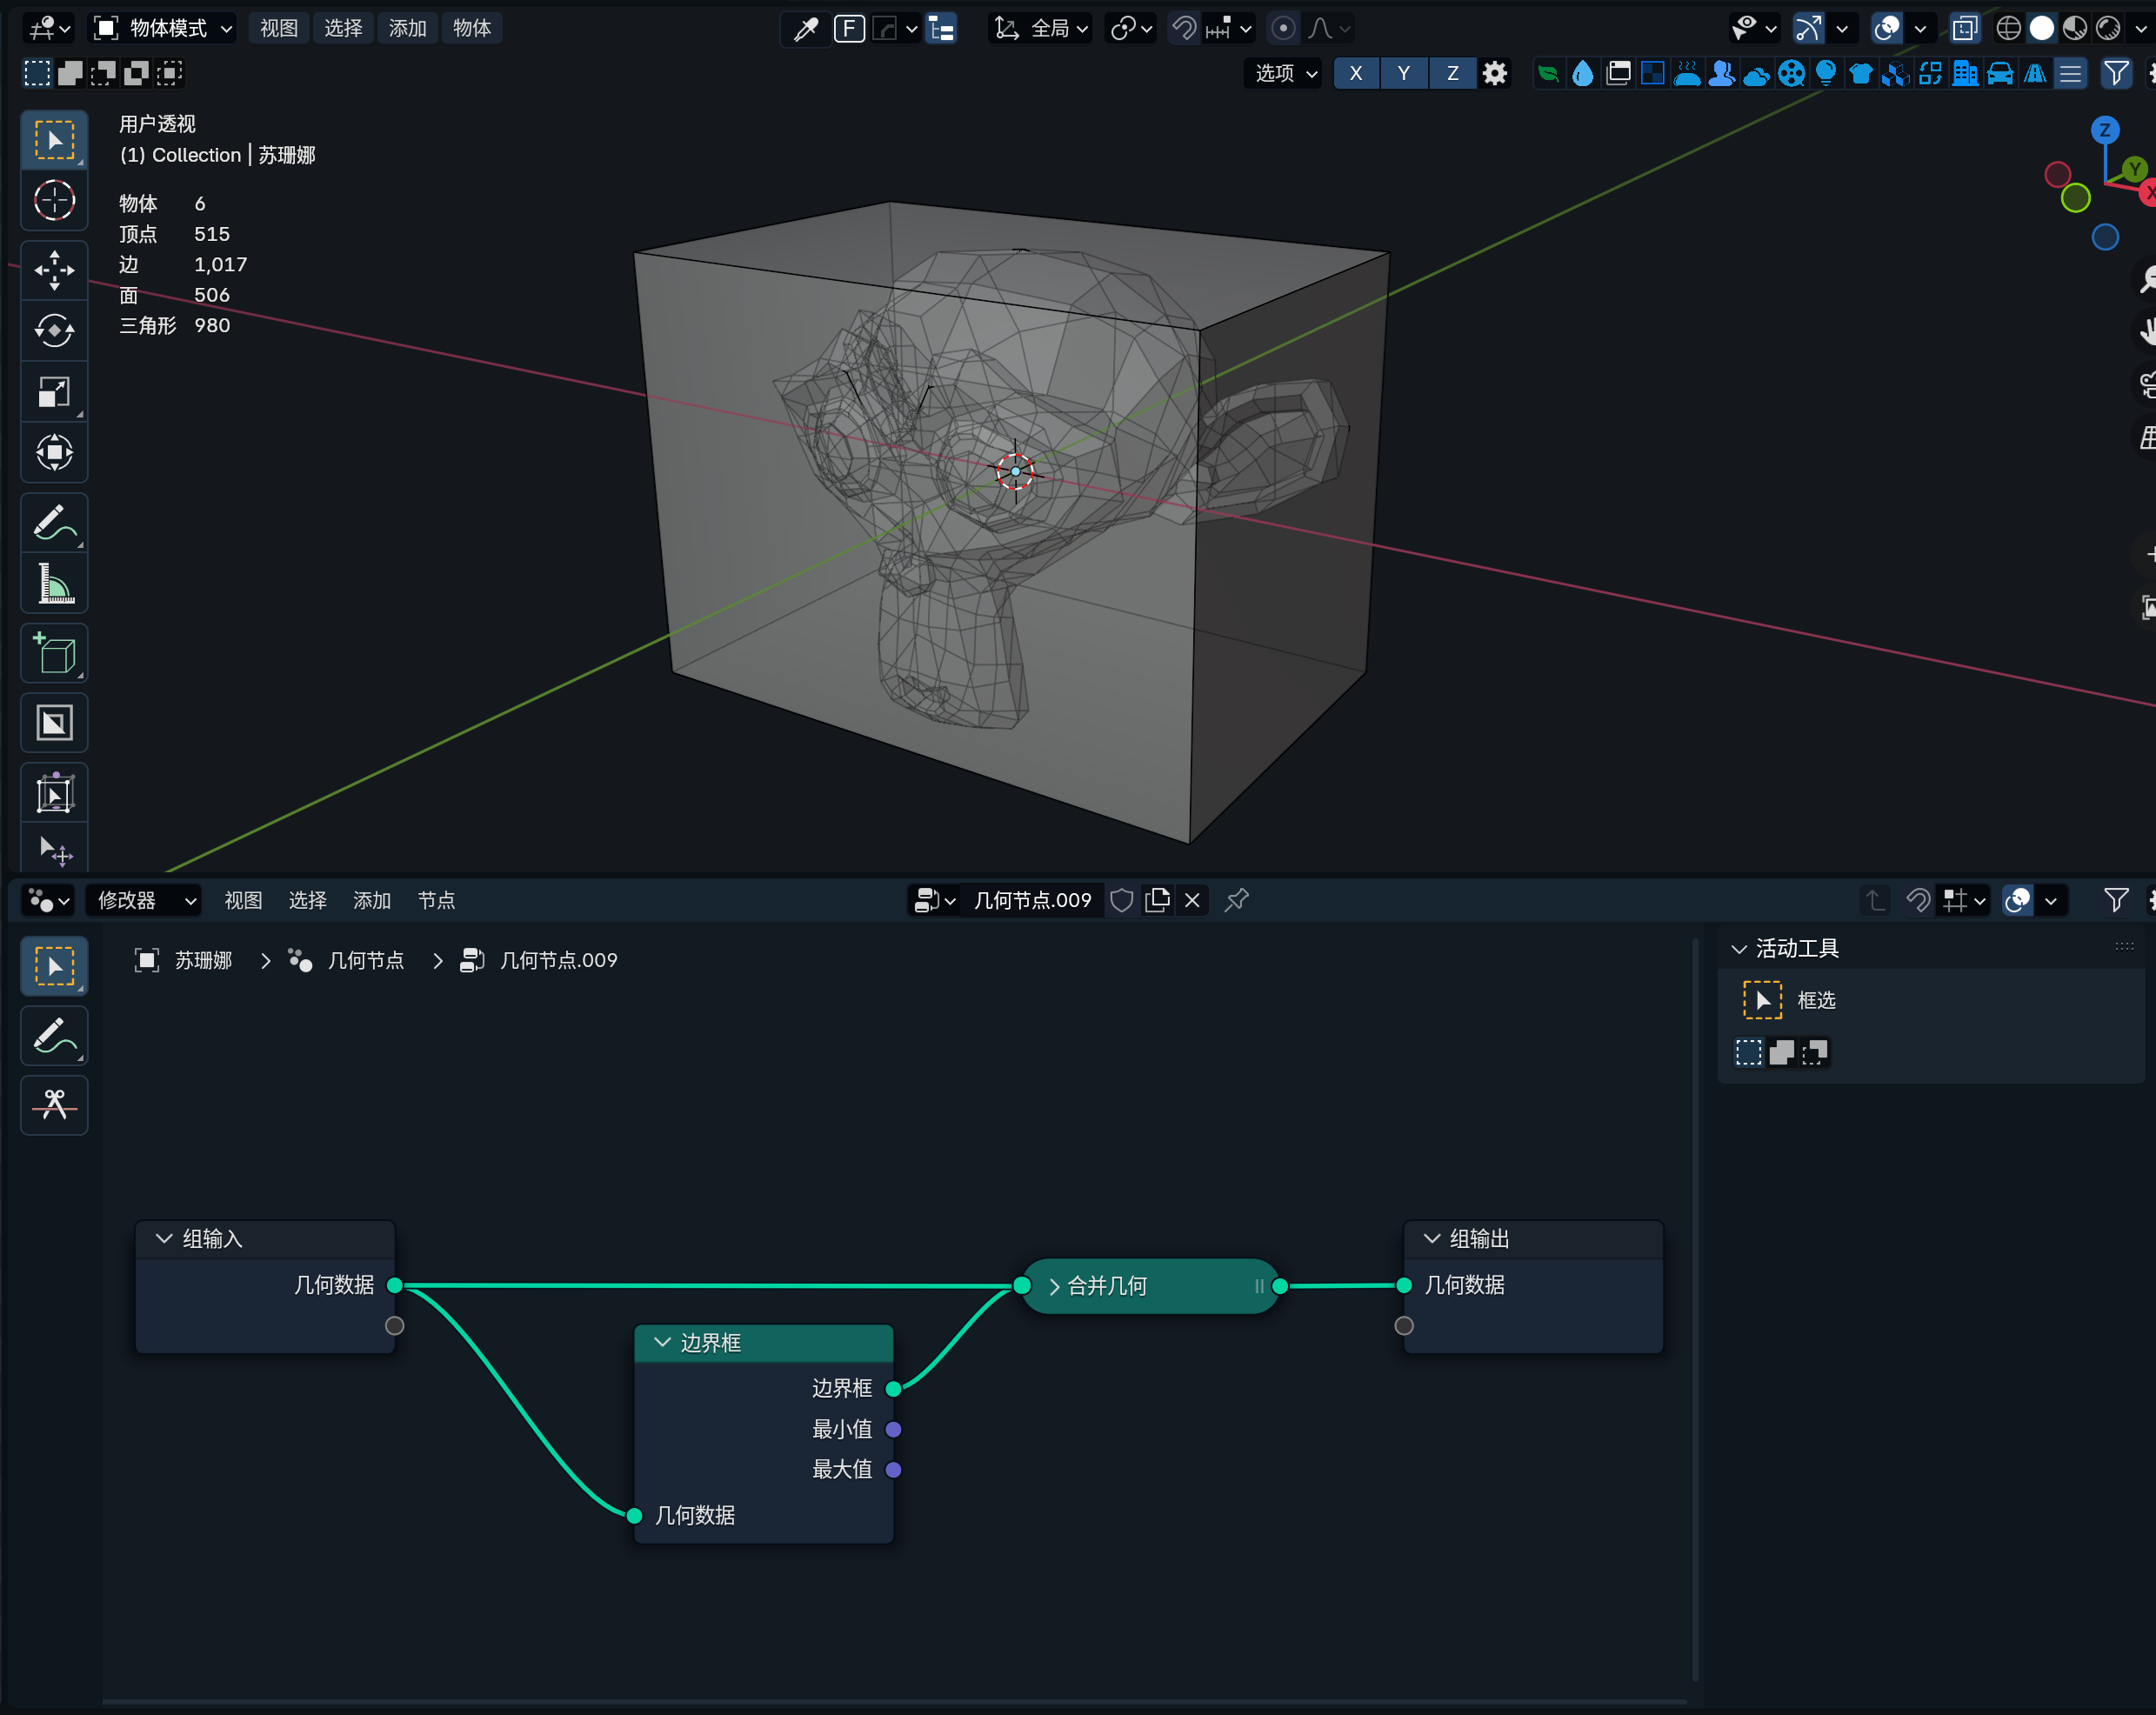 物体模式 视图 选择 添加 物体 F 全局
选项 X Y Z
用户透视
(1) Collection | 苏珊娜
物体 6
顶点 515
边 1,017
面 506
三角形 980
Z
Y
X
修改器 视图 选择 添加 节点 几何节点.009
苏珊娜 > 几何节点 > 几何节点.009
活动工具
框选
组输入
几何数据
边界框
边界框
最小值
最大值
几何数据
合并几何
组输出
几何数据